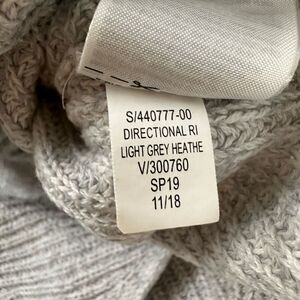 S/440777-00
DIRECTIONAL RI
LIGHT GREY HEATHE
V/300760
SP19
11/18